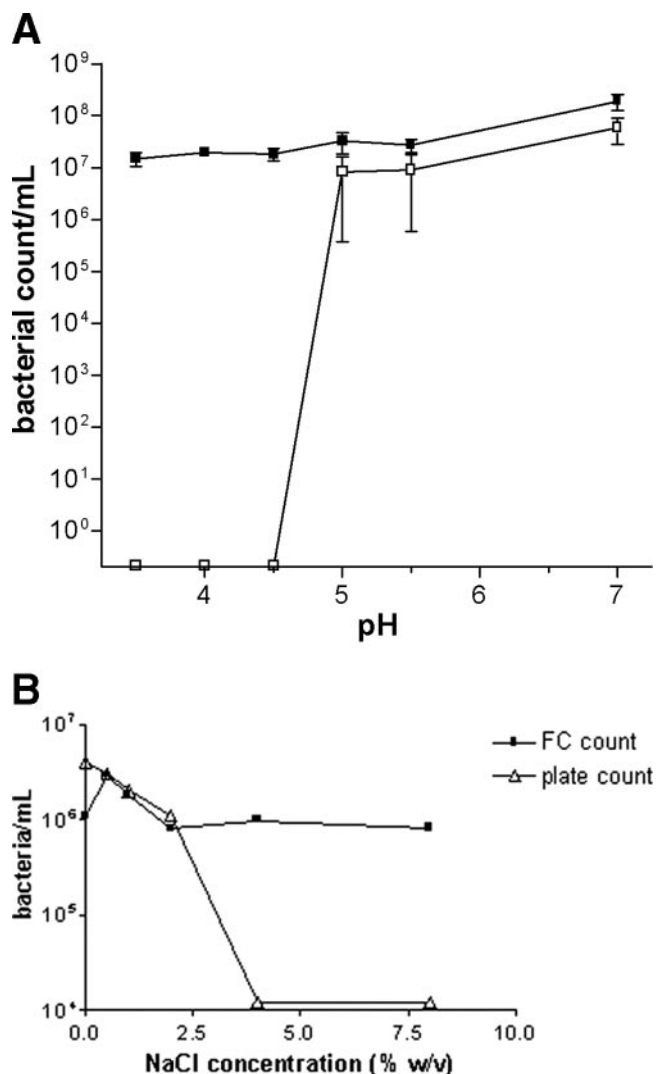 A
10⁹
10⁸
10⁷
10⁶
10⁵
10⁴
10³
10²
10¹
10⁰
bacterial count/mL
4
5
6
7
pH
B
10⁷
10⁶
10⁵
10⁴
bacteria/mL
FC count
plate count
0.0
2.5
5.0
7.5
10.0
NaCl concentration (% w/v)